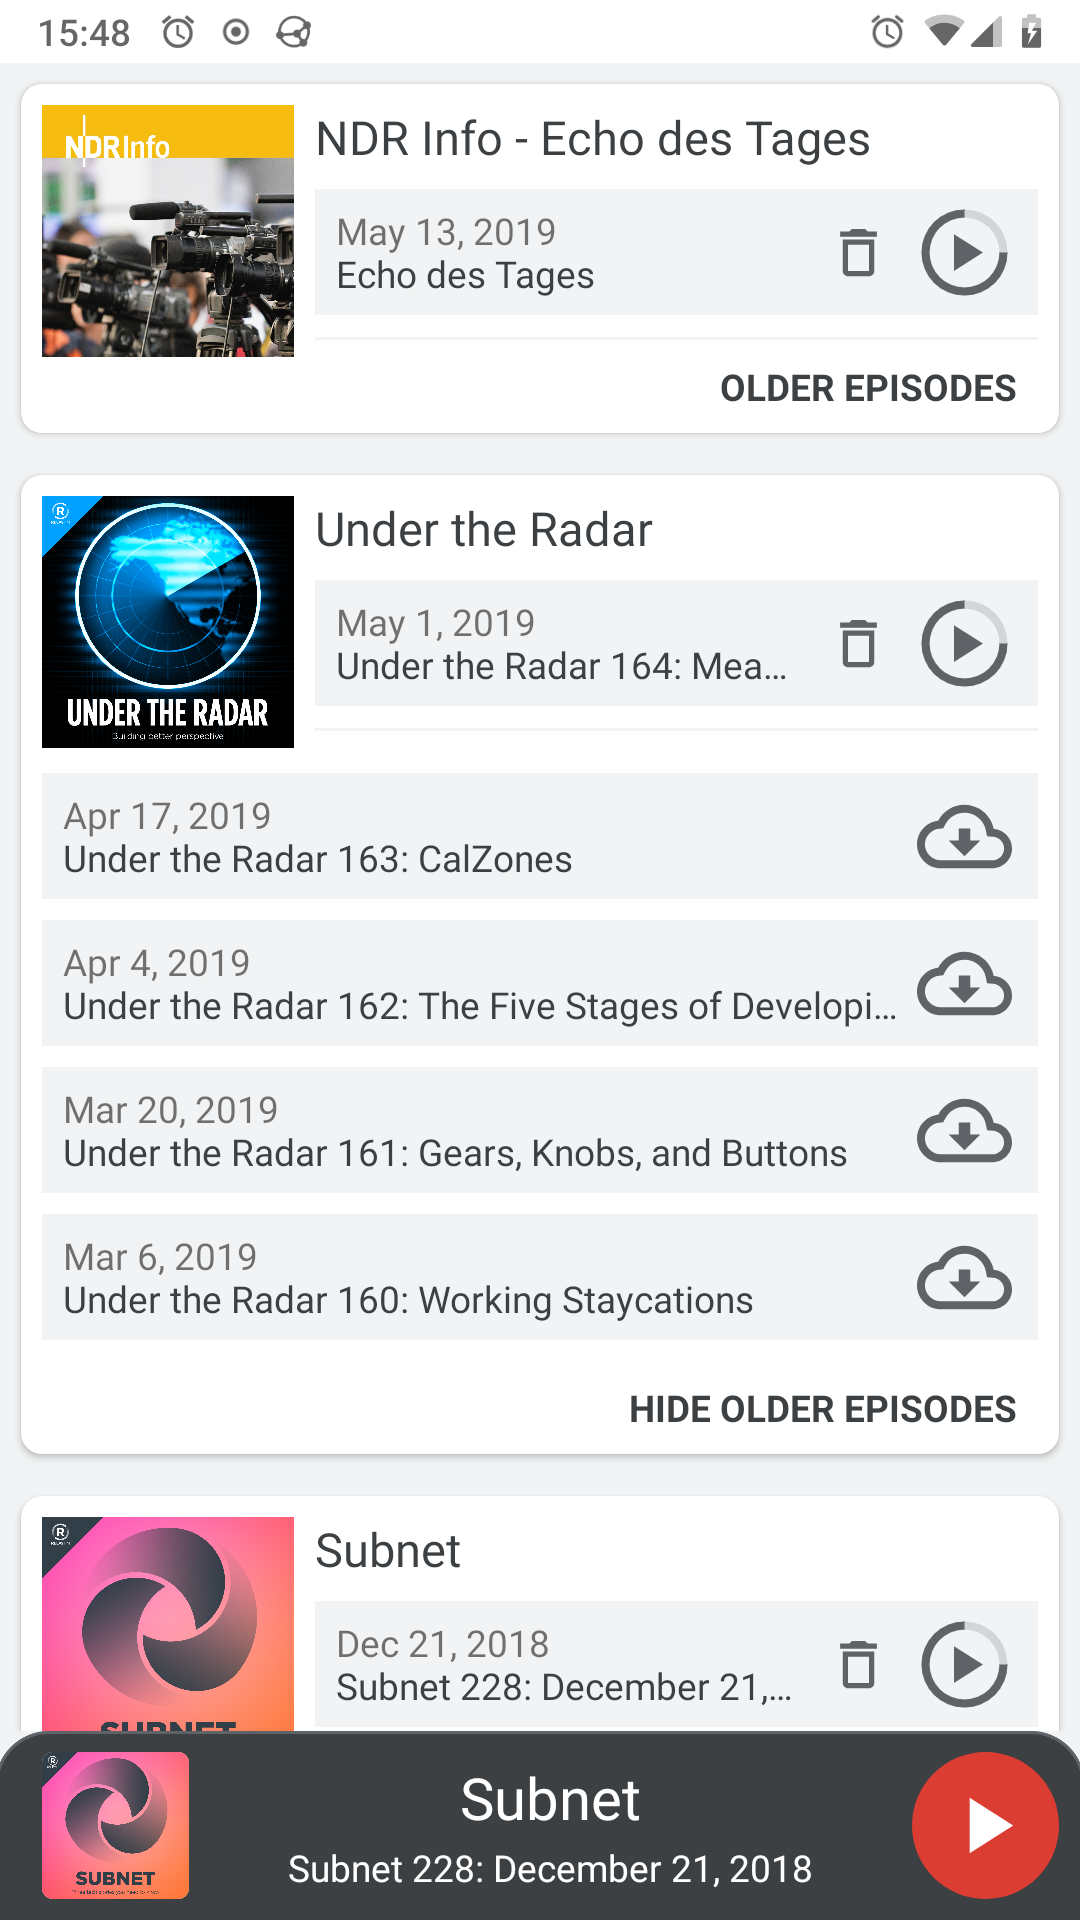 15:48
NDR Info
NDR Info - Echo des Tages
May 13, 2019
Echo des Tages
OLDER EPISODES
R
UNDER THE RADAR
Building better perspective
Under the Radar
May 1, 2019
Under the Radar 164: Mea...
Apr 17, 2019
Under the Radar 163: CalZones
Apr 4, 2019
Under the Radar 162: The Five Stages of Developi...
Mar 20, 2019
Under the Radar 161: Gears, Knobs, and Buttons
Mar 6, 2019
Under the Radar 160: Working Staycations
HIDE OLDER EPISODES
R
SUBNET
Subnet
Dec 21, 2018
Subnet 228: December 21,...
SUBNET
Subnet
Subnet 228: December 21, 2018